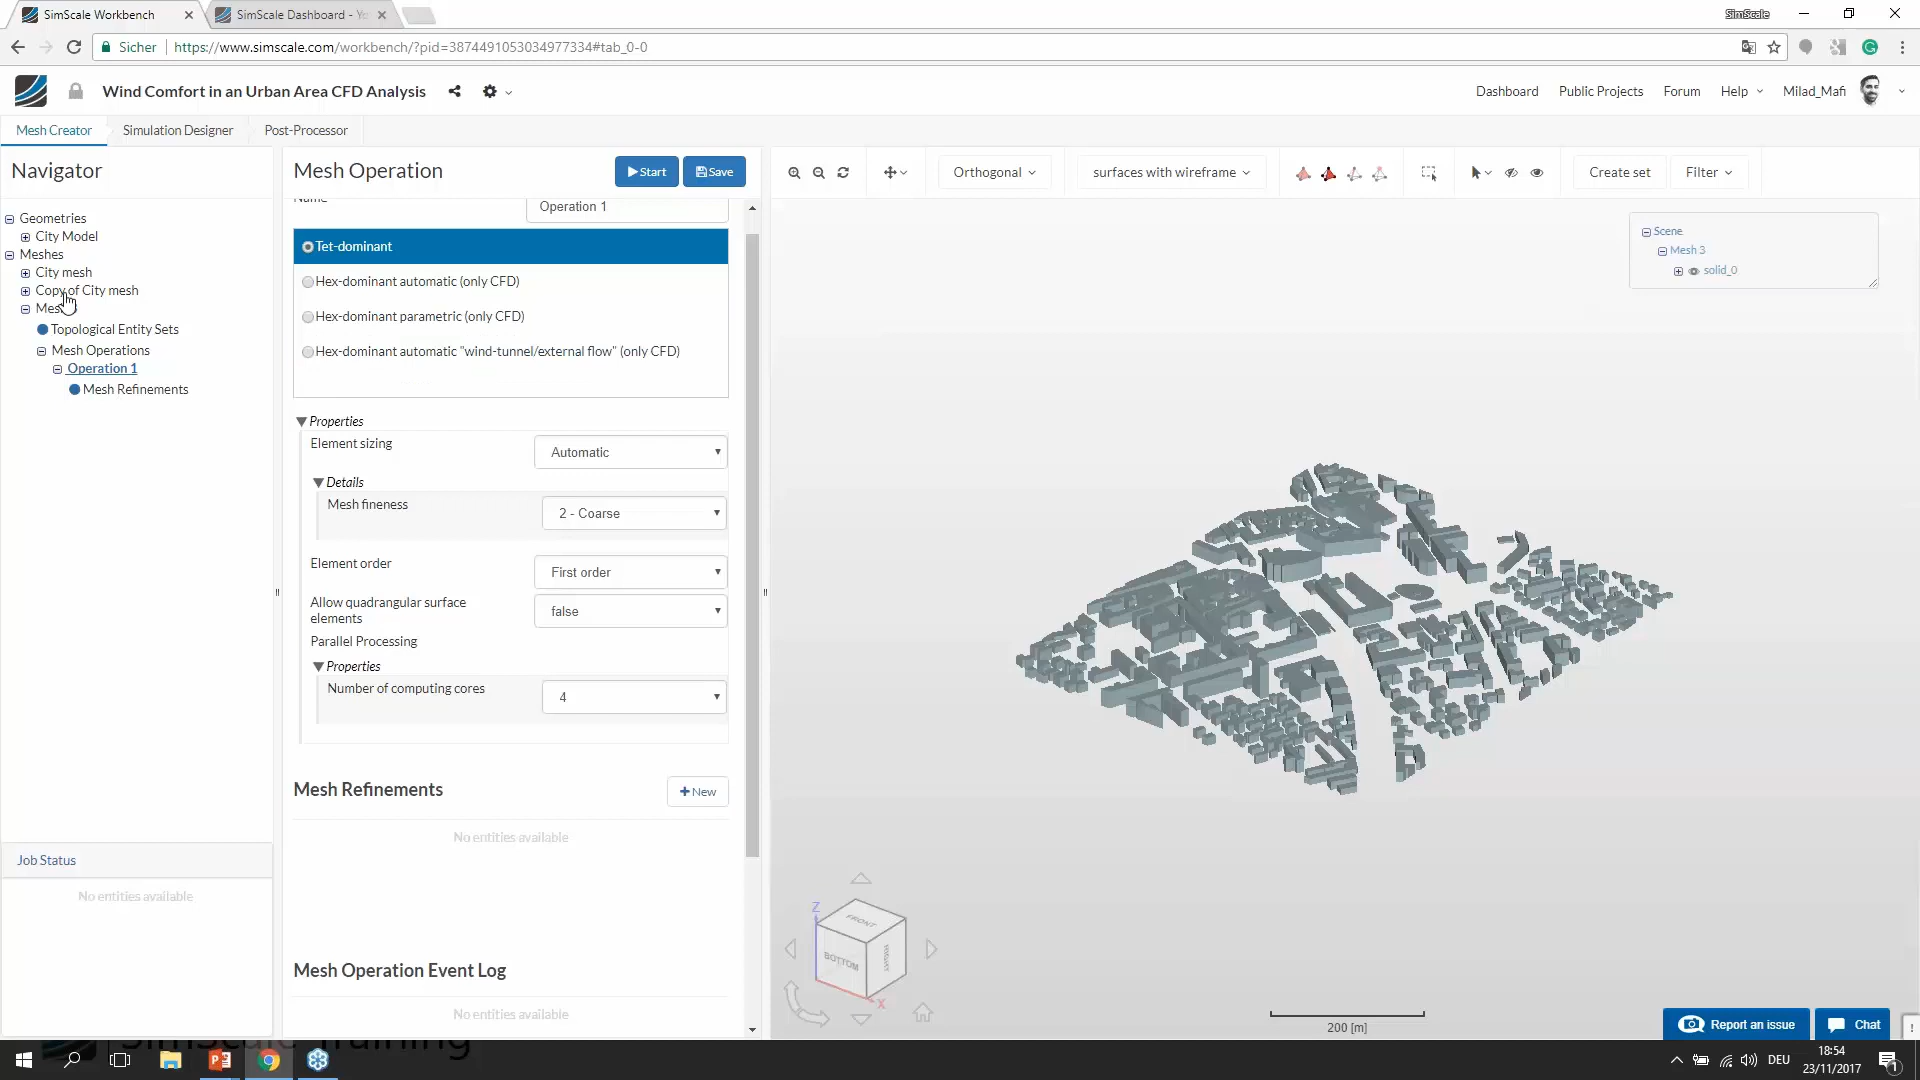 SimScale Workbench
SimScale Dashboard - Yo
SimScale
Sicher
https://www.simscale.com/workbench/?pid=3874491053034977334#tab_0-0
Wind Comfort in an Urban Area CFD Analysis
Dashboard
Public Projects
Forum
Help
Milad_Mafi
Mesh Creator
Simulation Designer
Post-Processor
Navigator
Geometries
City Model
Meshes
City mesh
Copy of City mesh
Topological Entity Sets
Mesh Operations
Operation 1
Mesh Refinements
Job Status
No entities available
Mesh Operation
Start
Save
Name
Operation 1
Tet-dominant
Hex-dominant automatic (only CFD)
Hex-dominant parametric (only CFD)
Hex-dominant automatic "wind-tunnel/external flow" (only CFD)
Properties
Element sizing
Automatic
Details
Mesh fineness
2 - Coarse
Element order
First order
Allow quadrangular surface
elements
false
Parallel Processing
Properties
Number of computing cores
4
Mesh Refinements
New
No entities available
Mesh Operation Event Log
No entities available
Orthogonal
surfaces with wireframe
Create set
Filter
Scene
Mesh 3
solid_0
Z
FRONT
BOTTOM
RIGHT
X
200 [m]
Report an issue
Chat
SimScale Training
DEU
18:54
23/11/2017
1